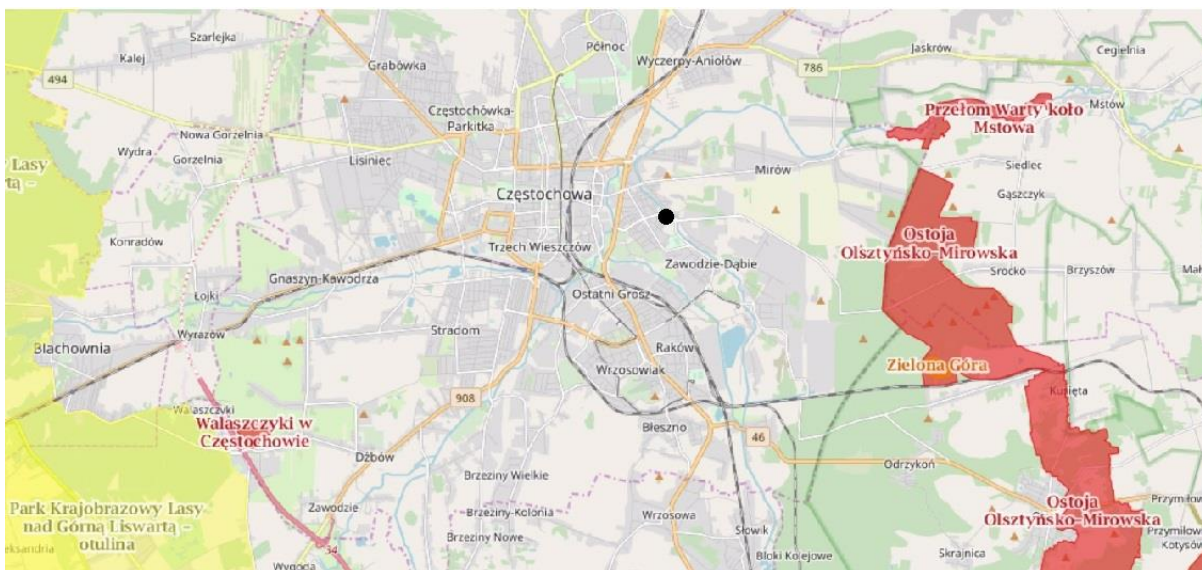 Szarlejka
Kalej
494
Północ
Grabówka
Wyczerpy-Aniołów
786
Jaskrów
Cegielnia
Częstochówka-
Parkitka
Przełom Warty koło
Mstowa
Mstów
Nowa Gorzelnia
Wydra
Gorzelnia
Lisiniec
Lasy
Mirów
Siedlec
Gąszczyk
Częstochowa
Konradów
Trzech Wieszczów
Ostoja
Olsztyńsko-Mirowska
Gnaszyn-Kawodrza
Zawodzie-Dąbie
Srocko
Brzyszów
Łojki
Ostatni Grosz
Wyrazów
Stradom
Blachownia
Raków
Wrzosowiak
Zielona Góra
Kusięta
908
Walaszczyki
Walaszczyki w
Częstochowie
Błeszno
46
Dźbów
Odrzykoń
Brzeziny Wielkie
Park Krajobrazowy Lasy
nad Górną Liswartą –
otulina
Zawodzie
Brzeziny-Kolonia
Wrzosowa
Słownik
Ostoja
Olsztyńsko-Mirowska
Brzeziny Nowe
Skrajnica
Bloki Kolejowe
Wygoda